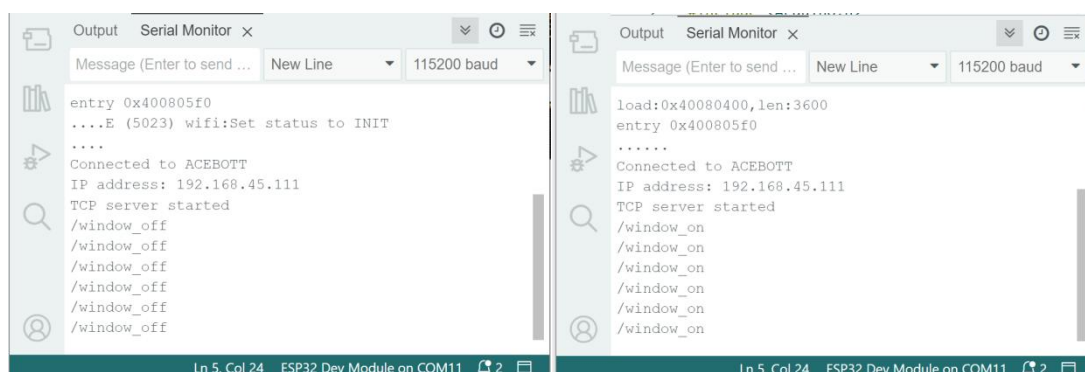 Output Serial Monitor ×
Message (Enter to send ... New Line 115200 baud
entry 0x400805f0
....E (5023) wifi:Set status to INIT
....
Connected to ACEBOTT
IP address: 192.168.45.111
TCP server started
/window_off
/window_off
/window_off
/window_off
/window_off
/window_off
Ln 5, Col 24 ESP32 Dev Module on COM11 2
Output Serial Monitor ×
Message (Enter to send ... New Line 115200 baud
load:0x40080400,len:3600
entry 0x400805f0
......
Connected to ACEBOTT
IP address: 192.168.45.111
TCP server started
/window_on
/window_on
/window_on
/window_on
/window_on
/window_on
Ln 5, Col 24 ESP32 Dev Module on COM11 2